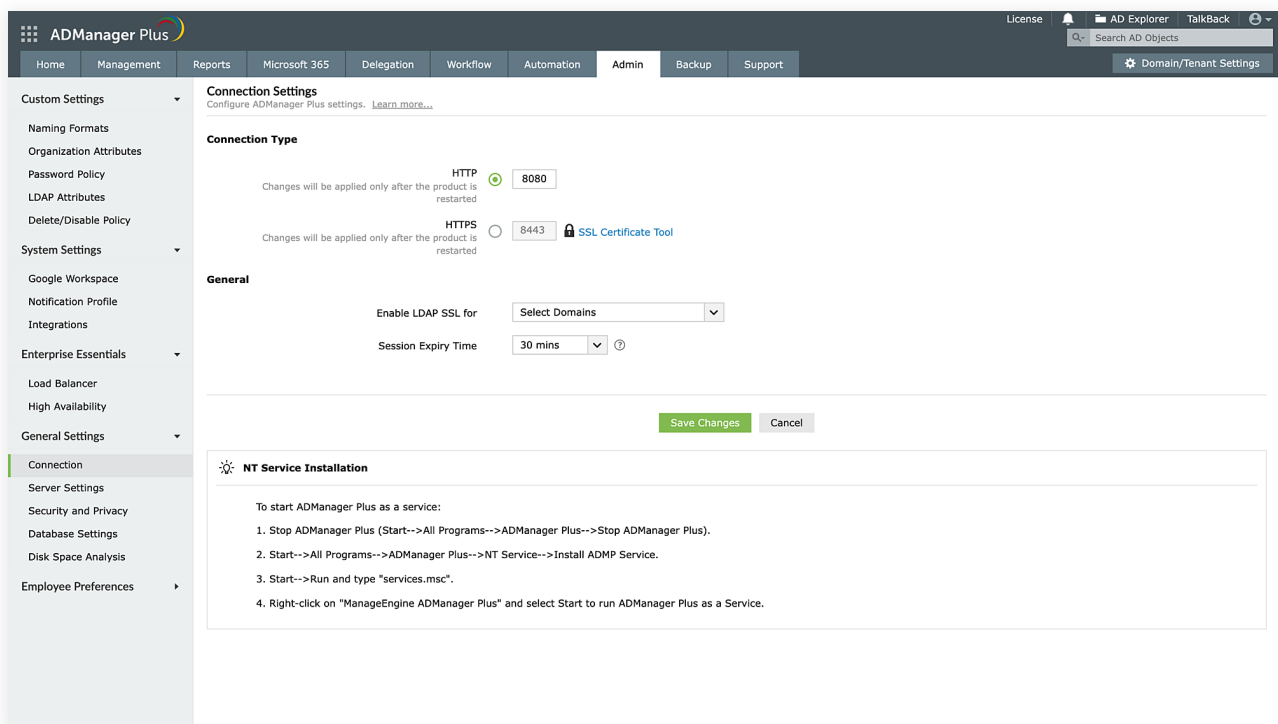 License
AD Explorer
TalkBack
ADManager Plus
Search AD Objects
Home Management Reports Microsoft 365 Delegation Workflow Automation Admin Backup Support
Domain/Tenant Settings
Custom Settings
Naming Formats
Organization Attributes
Password Policy
LDAP Attributes
Delete/Disable Policy
System Settings
Google Workspace
Notification Profile
Integrations
Enterprise Essentials
Load Balancer
High Availability
General Settings
Connection
Server Settings
Security and Privacy
Database Settings
Disk Space Analysis
Employee Preferences
Connection Settings
Configure ADManager Plus settings. Learn more...
Connection Type
HTTP
Changes will be applied only after the product is
restarted
8080
HTTPS
Changes will be applied only after the product is
restarted
8443
SSL Certificate Tool
General
Enable LDAP SSL for
Select Domains
Session Expiry Time
30 mins
?
Save Changes
Cancel
NT Service Installation
To start ADManager Plus as a service:
1. Stop ADManager Plus (Start-->All Programs-->ADManager Plus-->Stop ADManager Plus).
2. Start-->All Programs-->ADManager Plus-->NT Service-->Install ADMP Service.
3. Start-->Run and type "services.msc".
4. Right-click on "ManageEngine ADManager Plus" and select Start to run ADManager Plus as a Service.